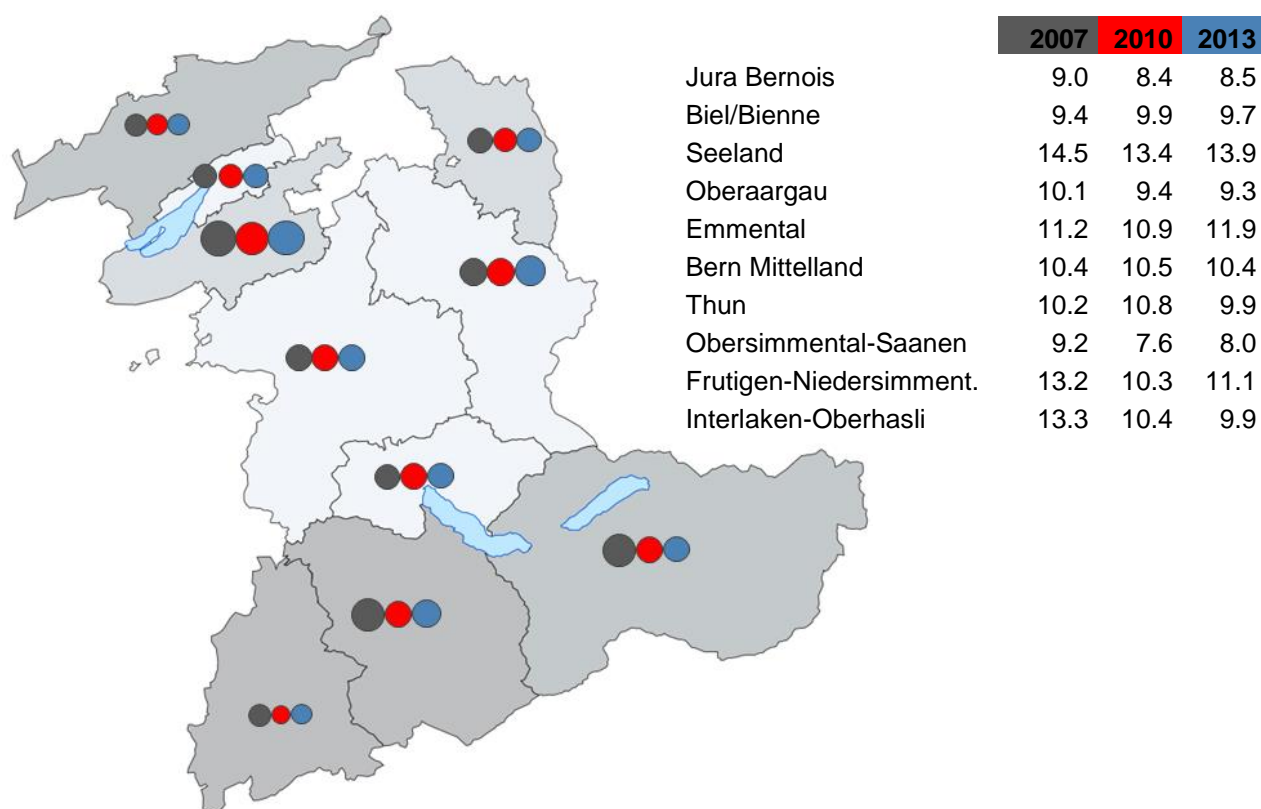 2007 2010 2013
Jura Bernois 9.0 8.4 8.5
Biel/Bienne 9.4 9.9 9.7
Seeland 14.5 13.4 13.9
Oberaargau 10.1 9.4 9.3
Emmental 11.2 10.9 11.9
Bern Mittelland 10.4 10.5 10.4
Thun 10.2 10.8 9.9
Obersimmental-Saanen 9.2 7.6 8.0
Frutigen-Niedersimment. 13.2 10.3 11.1
Interlaken-Oberhasli 13.3 10.4 9.9